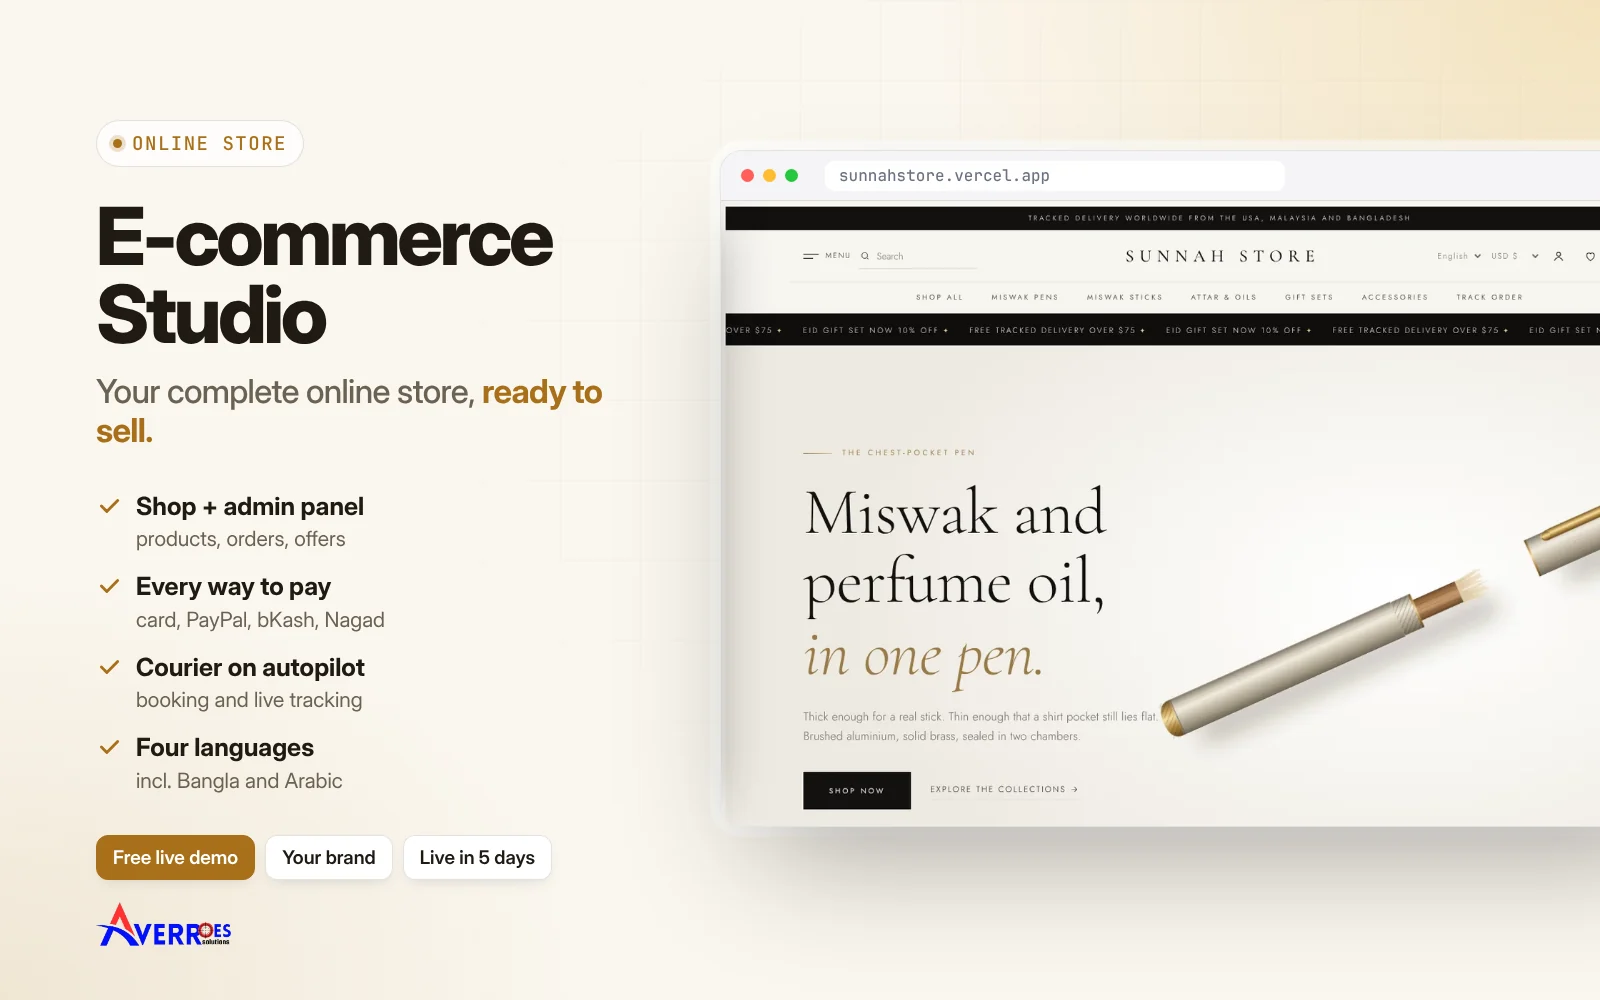 ONLINE STORE
E-commerce
Studio
Your complete online store, ready to
sell.
Shop + admin panel
products, orders, offers
Every way to pay
card, PayPal, bKash, Nagad
Courier on autopilot
booking and live tracking
Four languages
incl. Bangla and Arabic
Free live demo
Your brand
Live in 5 days
AVERROES
solutions
sunnahstore.vercel.app
TRACKED DELIVERY WORLDWIDE FROM THE USA, MALAYSIA AND BANGLADESH
MENU Search SUNNAH STORE English USD $
SHOP ALL MISWAK PENS MISWAK STICKS ATTAR & OILS GIFT SETS ACCESSORIES TRACK ORDER
OVER $75 ✦ EID GIFT SET NOW 10% OFF ✦ FREE TRACKED DELIVERY OVER $75 ✦ EID GIFT SET NOW 10% OFF ✦ FREE TRACKED DELIVERY OVER $75 ✦ EID GIFT SET N
THE CHEST-POCKET PEN
Miswak and
perfume oil,
in one pen.
Thick enough for a real stick. Thin enough that a shirt pocket still lies flat.
Brushed aluminium, solid brass, sealed in two chambers.
SHOP NOW
EXPLORE THE COLLECTIONS →